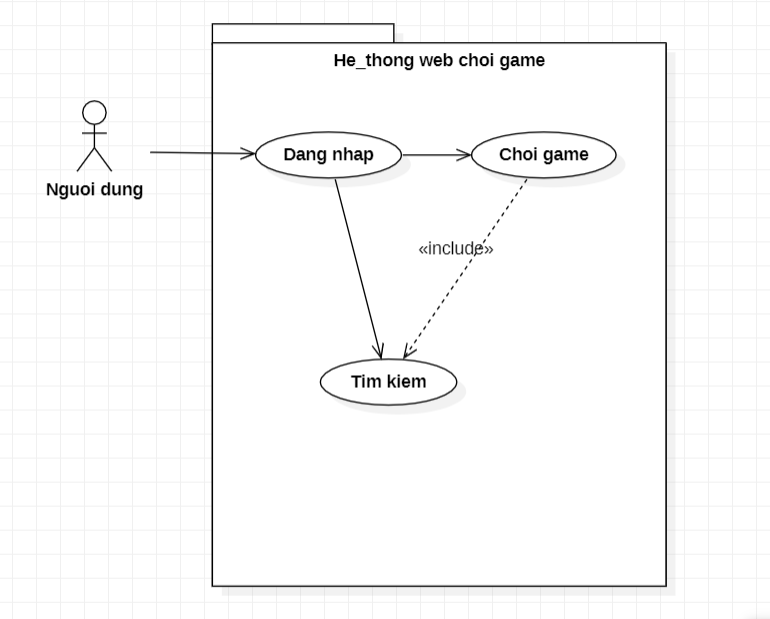 He_thong web choi game
Dang nhap
Choi game
Nguoi dung
«include»
Tim kiem